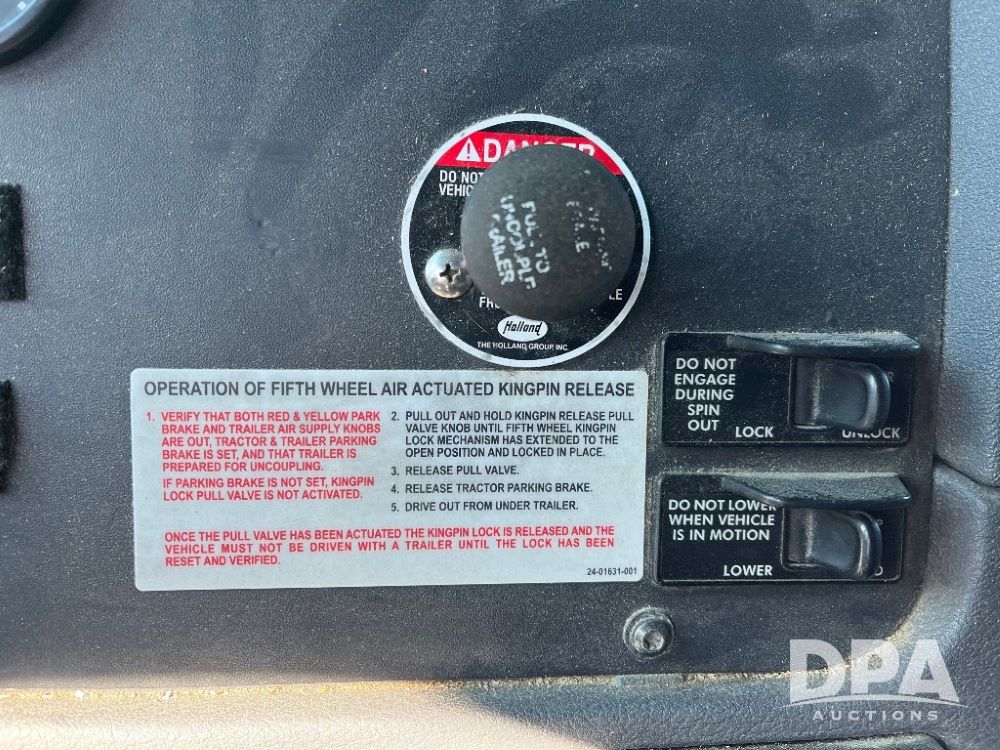 DANGER
DO NOT
VEHIC
PULL TO
UNCOUPLE
TRAILER
Holland
THE HOLLAND GROUP, INC.
OPERATION OF FIFTH WHEEL AIR ACTUATED KINGPIN RELEASE
1. VERIFY THAT BOTH RED & YELLOW PARK
BRAKE AND TRAILER AIR SUPPLY KNOBS
ARE OUT, TRACTOR & TRAILER PARKING
BRAKE IS SET, AND THAT TRAILER IS
PREPARED FOR UNCOUPLING.
IF PARKING BRAKE IS NOT SET, KINGPIN
LOCK PULL VALVE IS NOT ACTIVATED.
2. PULL OUT AND HOLD KINGPIN RELEASE PULL
VALVE KNOB UNTIL FIFTH WHEEL KINGPIN
LOCK MECHANISM HAS EXTENDED TO THE
OPEN POSITION AND LOCKED IN PLACE.
3. RELEASE PULL VALVE.
4. RELEASE TRACTOR PARKING BRAKE.
5. DRIVE OUT FROM UNDER TRAILER.
ONCE THE PULL VALVE HAS BEEN ACTUATED THE KINGPIN LOCK IS RELEASED AND THE
VEHICLE MUST NOT BE DRIVEN WITH A TRAILER UNTIL THE LOCK HAS BEEN
RESET AND VERIFIED.
24-01631-001
DO NOT
ENGAGE
DURING
SPIN
OUT
LOCK UNLOCK
DO NOT LOWER
WHEN VEHICLE
IS IN MOTION
LOWER
DPA
AUCTIONS